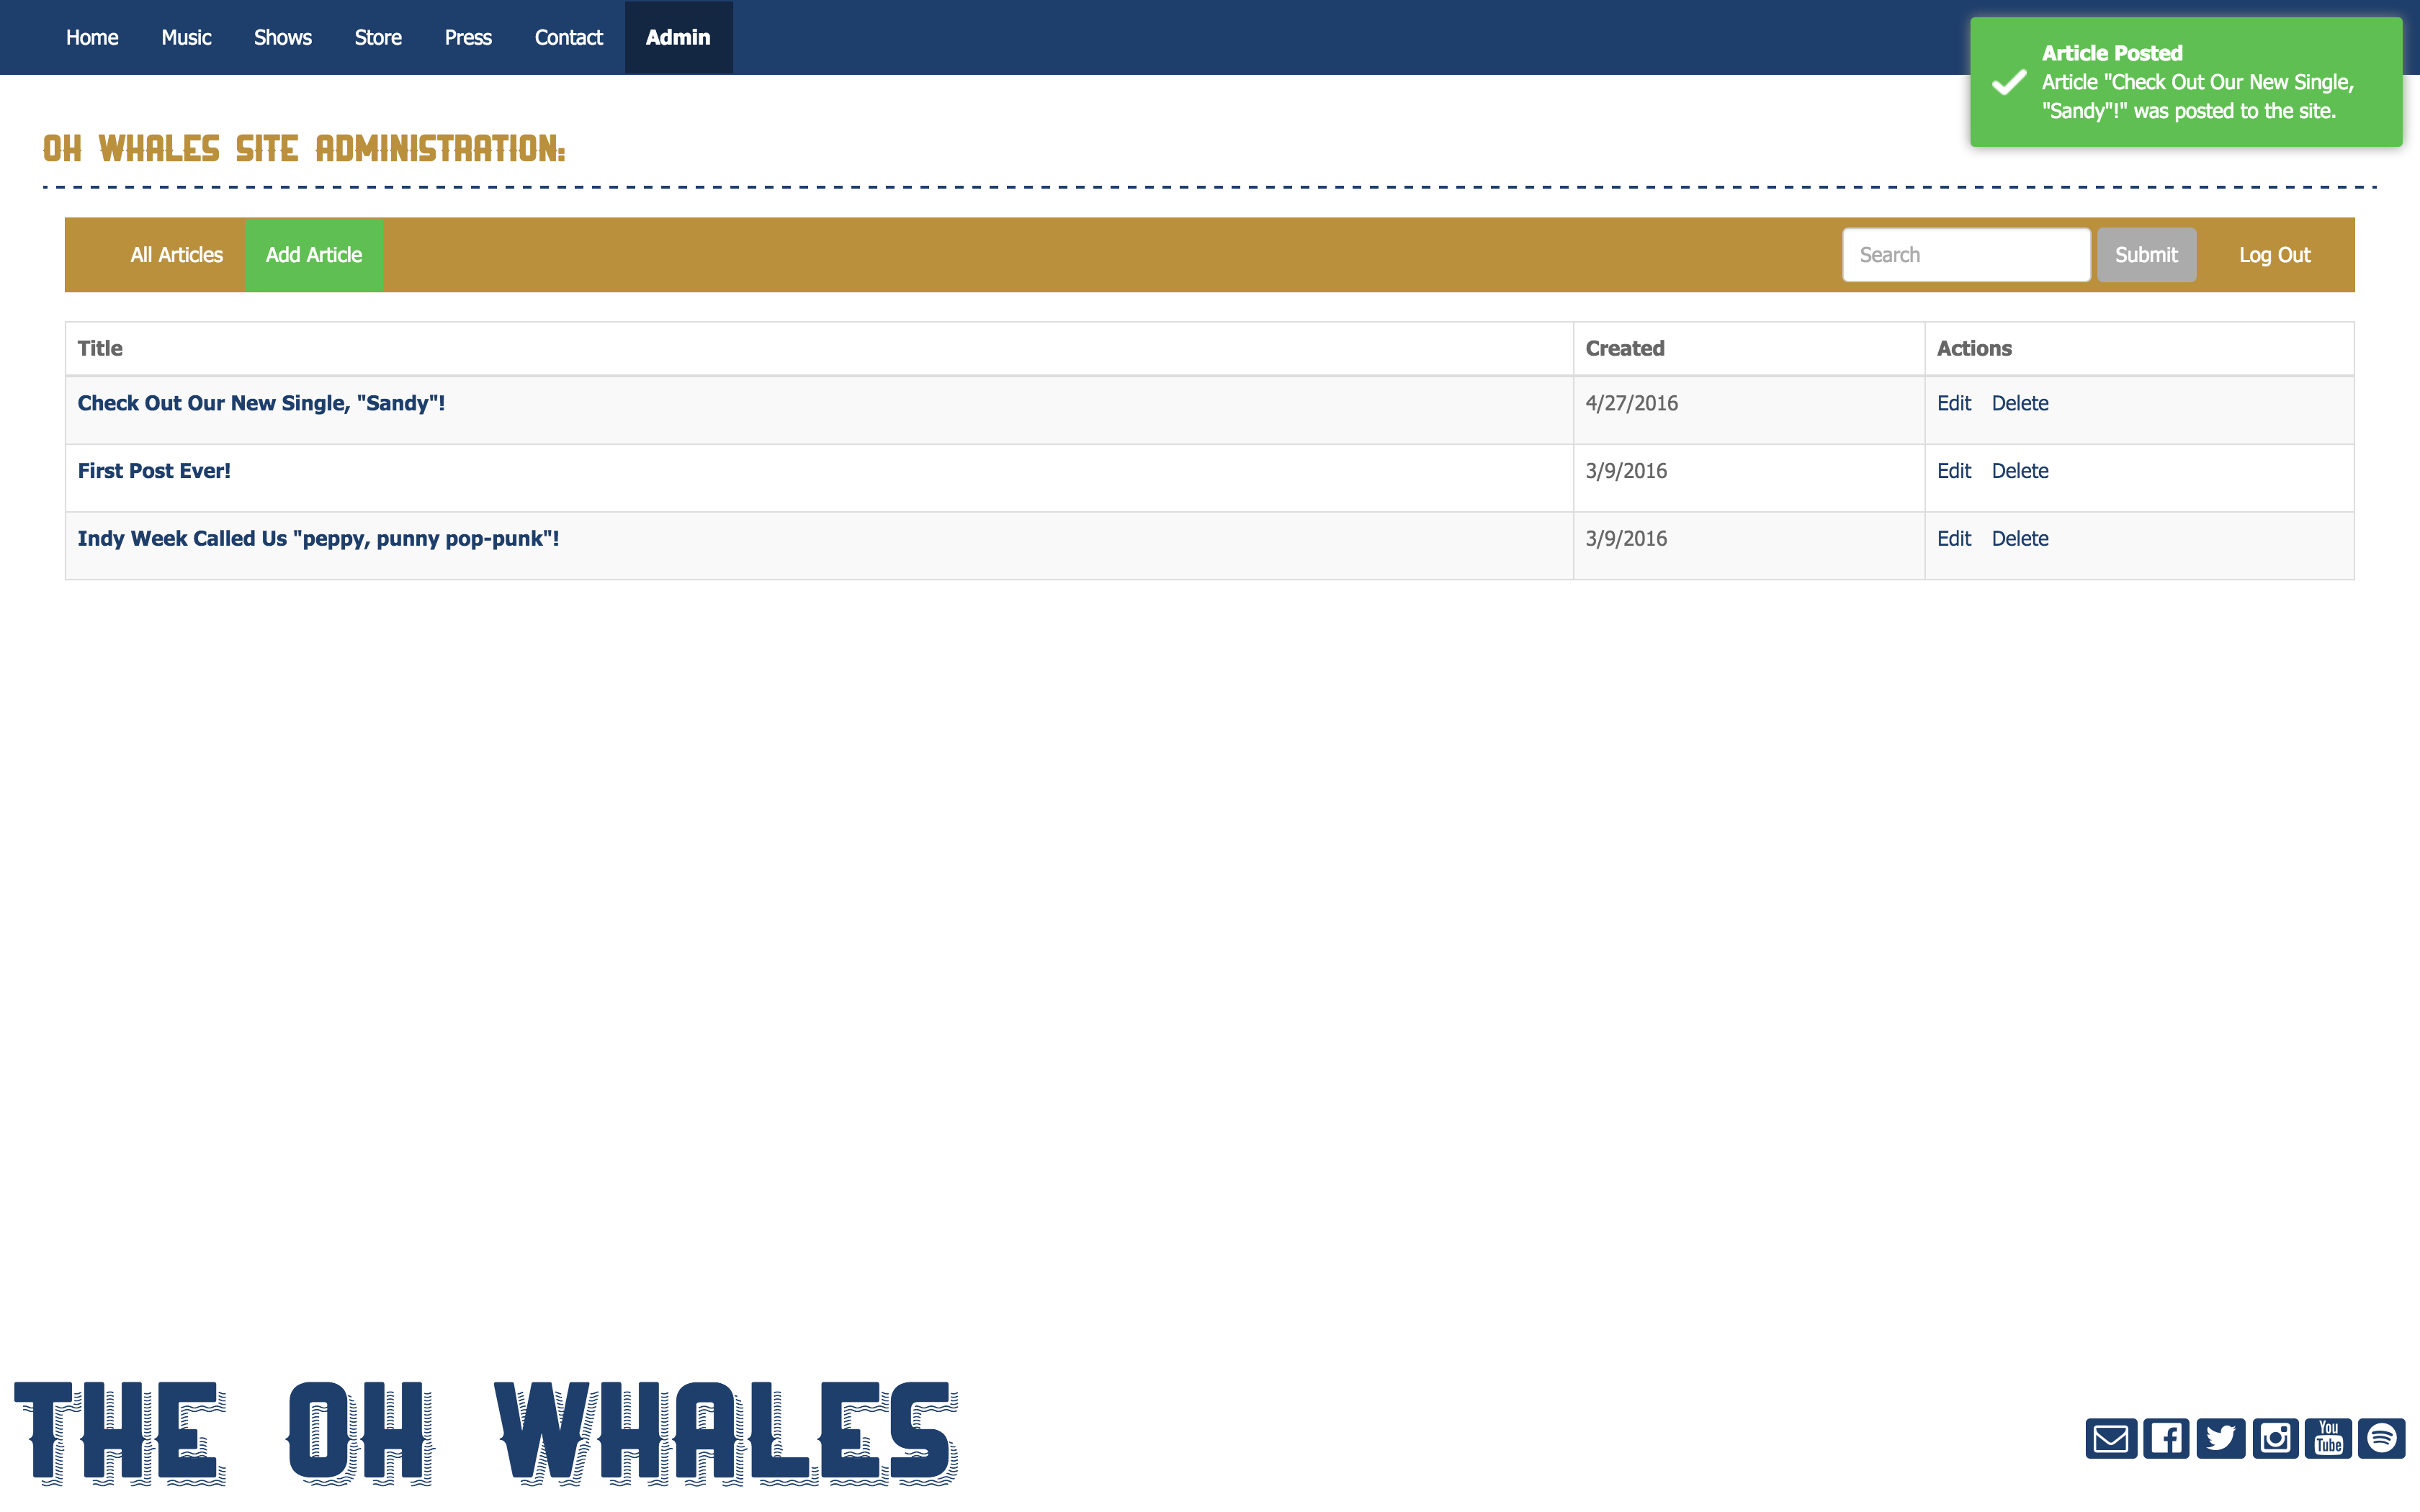 Home Music Shows Store Press Contact Admin
Article Posted
Article "Check Out Our New Single,
"Sandy"!" was posted to the site.
OH WHALES SITE ADMINISTRATION:
All Articles Add Article Search Submit Log Out
Title Created Actions
Check Out Our New Single, "Sandy"! 4/27/2016 Edit Delete
First Post Ever! 3/9/2016 Edit Delete
Indy Week Called Us "peppy, punny pop-punk"! 3/9/2016 Edit Delete
THE OH WHALES
You
Tube